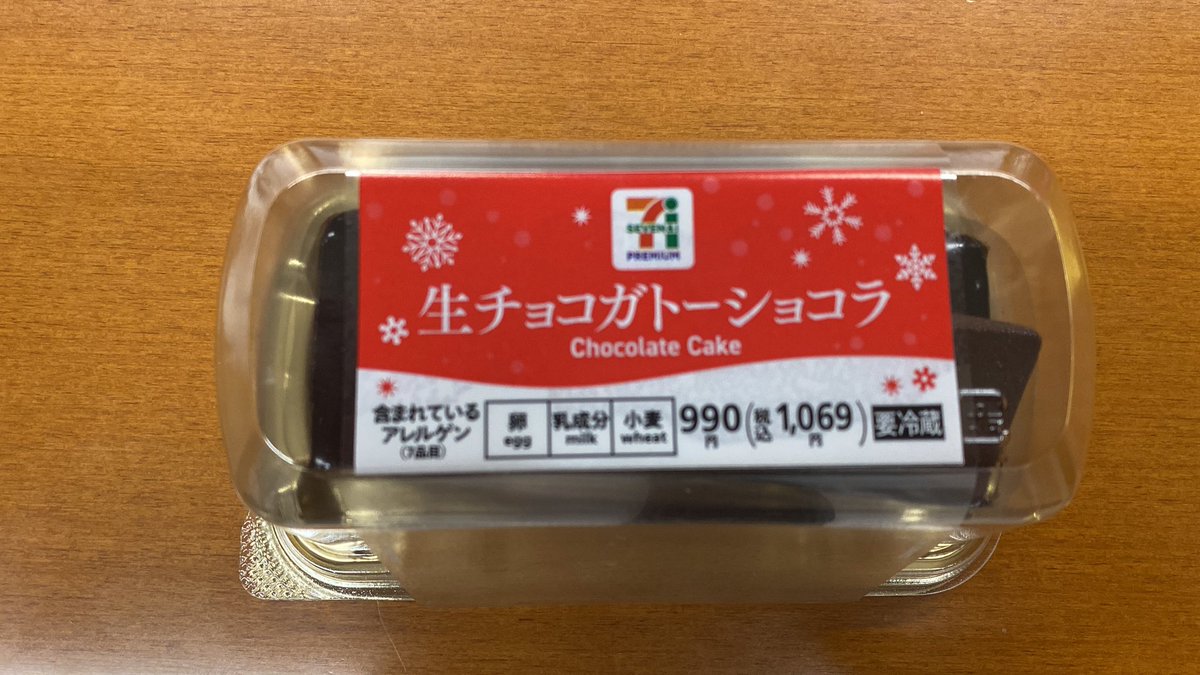 SEVEN&i
PREMIUM
生チョコガトーショコラ
Chocolate Cake
含まれている
アレルゲン
(7品目)
卵
egg
乳成分
milk
小麦
wheat
990円(税込1,069円)
要冷蔵